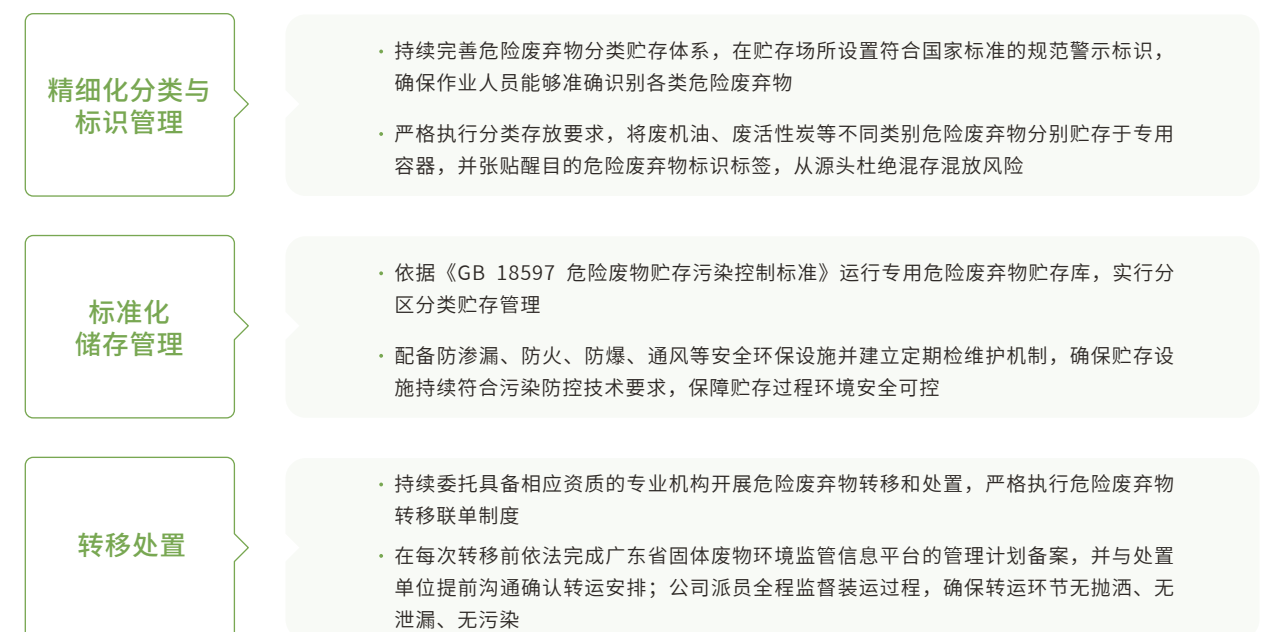 精细化分类与
标识管理
· 持续完善危险废弃物分类贮存体系，在贮存场所设置符合国家标准的规范警示标识，
确保作业人员能够准确识别各类危险废弃物
· 严格执行分类存放要求，将废机油、废活性炭等不同类别危险废弃物分别贮存于专用
容器，并张贴醒目的危险废弃物标识标签，从源头杜绝混存混放风险
标准化
储存管理
· 依据《GB 18597 危险废物贮存污染控制标准》运行专用危险废弃物贮存库，实行分
区分类贮存管理
· 配备防渗漏、防火、防爆、通风等安全环保设施并建立定期检维护机制，确保贮存设
施持续符合污染防控技术要求，保障贮存过程环境安全可控
转移处置
· 持续委托具备相应资质的专业机构开展危险废弃物转移和处置，严格执行危险废弃物
转移联单制度
· 在每次转移前依法完成广东省固体废物环境监管信息平台的管理计划备案，并与处置
单位提前沟通确认转运安排；公司派员全程监督装运过程，确保转运环节无抛洒、无
泄漏、无污染